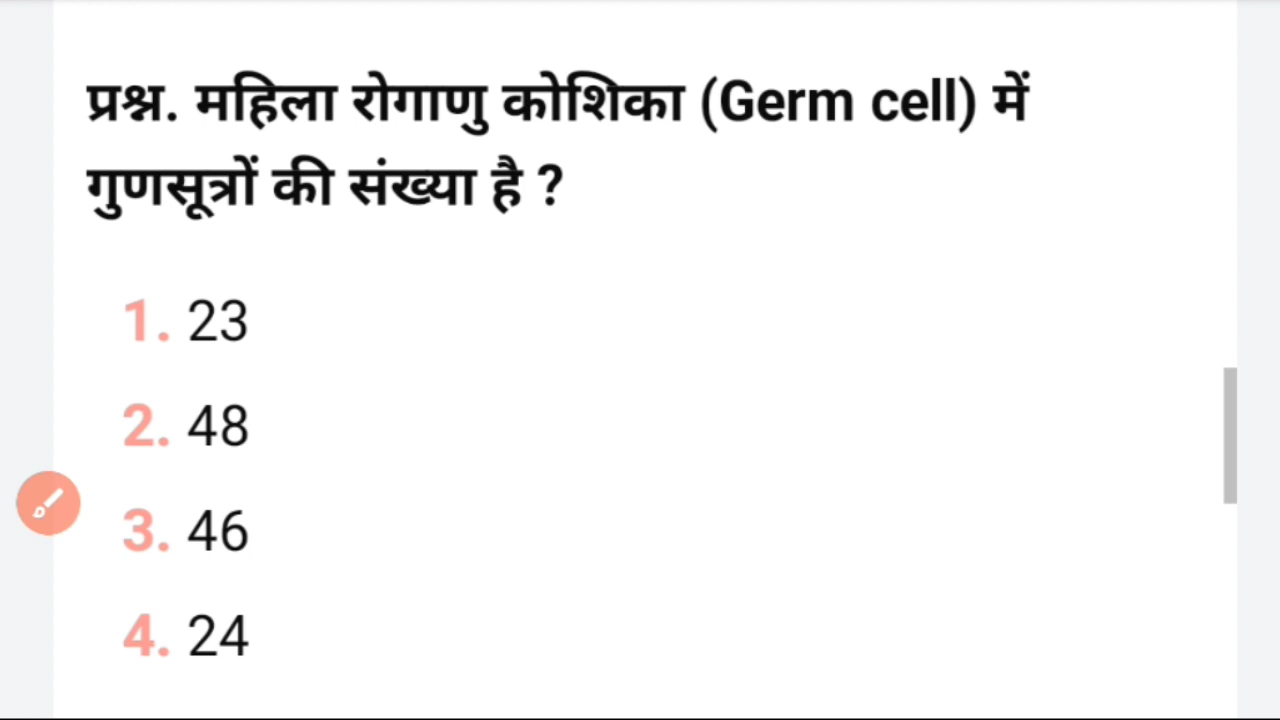 प्रश्न. महिला रोगाणु कोशिका (Germ cell) में
गुणसूत्रों की संख्या है ?
1. 23
2. 48
3. 46
4. 24